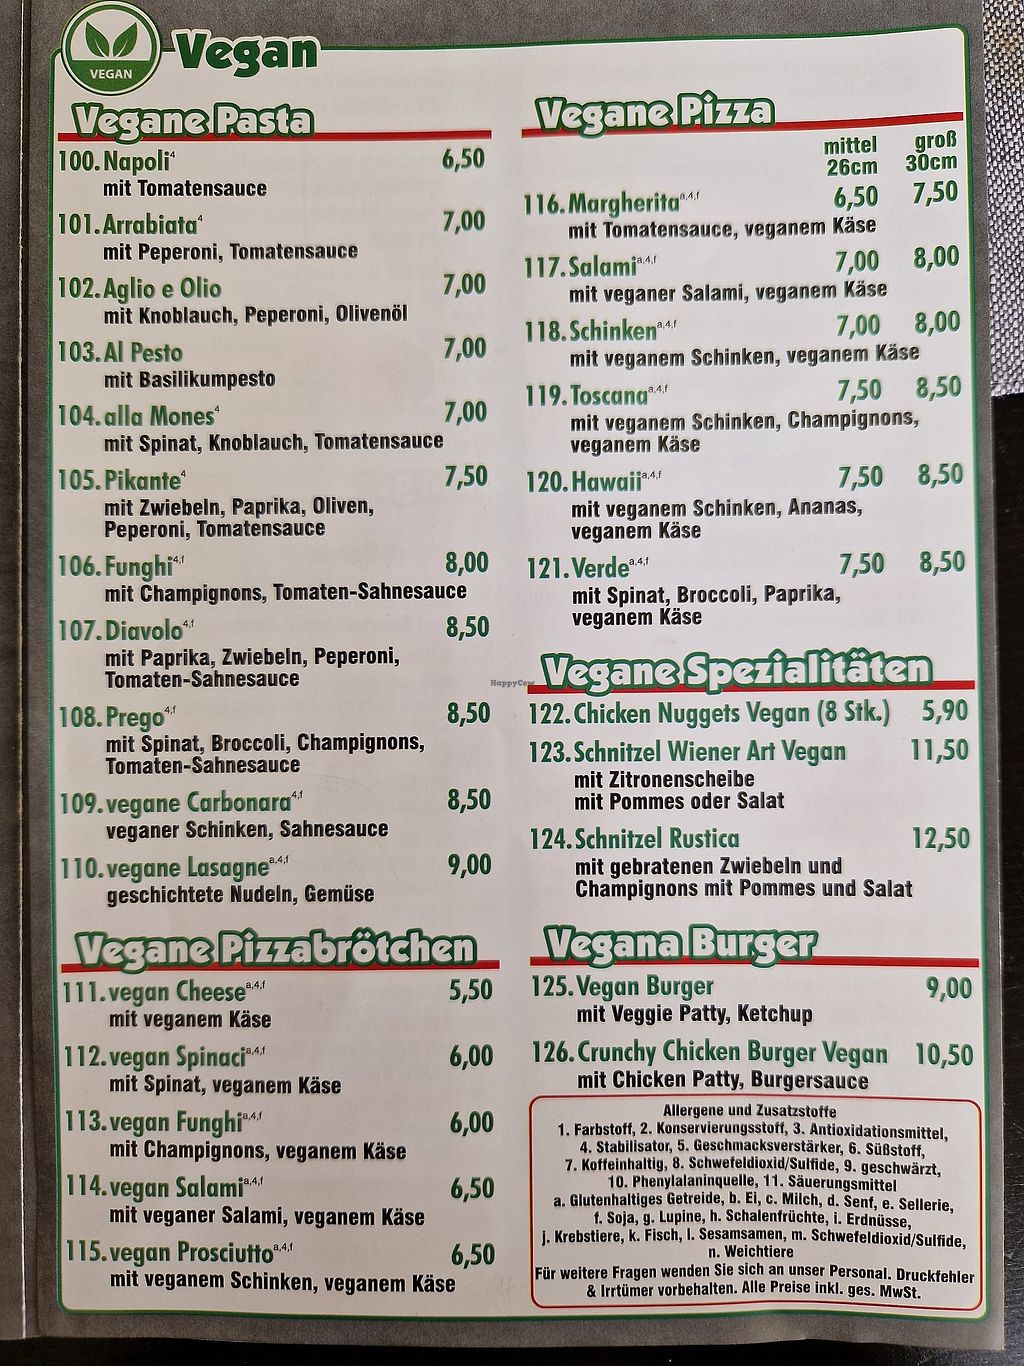 VEGAN
Vegan
Vegane Pasta
100. Napoli⁴ 6,50
mit Tomatensauce
101. Arrabiata⁴ 7,00
mit Peperoni, Tomatensauce
102. Aglio e Olio 7,00
mit Knoblauch, Peperoni, Olivenöl
103. Al Pesto 7,00
mit Basilikumpesto
104. alla Mones⁴ 7,00
mit Spinat, Knoblauch, Tomatensauce
105. Pikante⁴ 7,50
mit Zwiebeln, Paprika, Oliven,
Peperoni, Tomatensauce
106. Funghi4,f 8,00
mit Champignons, Tomaten-Sahnesauce
107. Diavolo4,f 8,50
mit Paprika, Zwiebeln, Peperoni,
Tomaten-Sahnesauce
108. Prego4,f 8,50
mit Spinat, Broccoli, Champignons,
Tomaten-Sahnesauce
109. vegane Carbonara4,f 8,50
veganer Schinken, Sahnesauce
110. vegane Lasagnea,4,f 9,00
geschichtete Nudeln, Gemüse
Vegane Pizzabrötchen
111. vegan Cheesea,4,f 5,50
mit veganem Käse
112. vegan Spinacia,4,f 6,00
mit Spinat, veganem Käse
113. vegan Funghia,4,f 6,00
mit Champignons, veganem Käse
114. vegan Salamia,4,f 6,50
mit veganer Salami, veganem Käse
115. vegan Prosciuttoa,4,f 6,50
mit veganem Schinken, veganem Käse
Vegane Pizza
mittel groß
26cm 30cm
116. Margheritaa,4,f 6,50 7,50
mit Tomatensauce, veganem Käse
117. Salamia,4,f 7,00 8,00
mit veganer Salami, veganem Käse
118. Schinkena,4,f 7,00 8,00
mit veganem Schinken, veganem Käse
119. Toscanaa,4,f 7,50 8,50
mit veganem Schinken, Champignons,
veganem Käse
120. Hawaiia,4,f 7,50 8,50
mit veganem Schinken, Ananas,
veganem Käse
121. Verdea,4,f 7,50 8,50
mit Spinat, Broccoli, Paprika,
veganem Käse
HappyCow
Vegane Spezialitäten
122. Chicken Nuggets Vegan (8 Stk.) 5,90
123. Schnitzel Wiener Art Vegan 11,50
mit Zitronenscheibe
mit Pommes oder Salat
124. Schnitzel Rustica 12,50
mit gebratenen Zwiebeln und
Champignons mit Pommes und Salat
Vegana Burger
125. Vegan Burger 9,00
mit Veggie Patty, Ketchup
126. Crunchy Chicken Burger Vegan 10,50
mit Chicken Patty, Burgersauce
Allergene und Zusatzstoffe
1. Farbstoff, 2. Konservierungsstoff, 3. Antioxidationsmittel,
4. Stabilisator, 5. Geschmacksverstärker, 6. Süßstoff,
7. Koffeinhaltig, 8. Schwefeldioxid/Sulfide, 9. geschwärzt,
10. Phenylalaninquelle, 11. Säuerungsmittel
a. Glutenhaltiges Getreide, b. Ei, c. Milch, d. Senf, e. Sellerie,
f. Soja, g. Lupine, h. Schalenfrüchte, i. Erdnüsse,
j. Krebstiere, k. Fisch, l. Sesamsamen, m. Schwefeldioxid/Sulfide,
n. Weichtiere
Für weitere Fragen wenden Sie sich an unser Personal. Druckfehler
& Irrtümer vorbehalten. Alle Preise inkl. ges. MwSt.